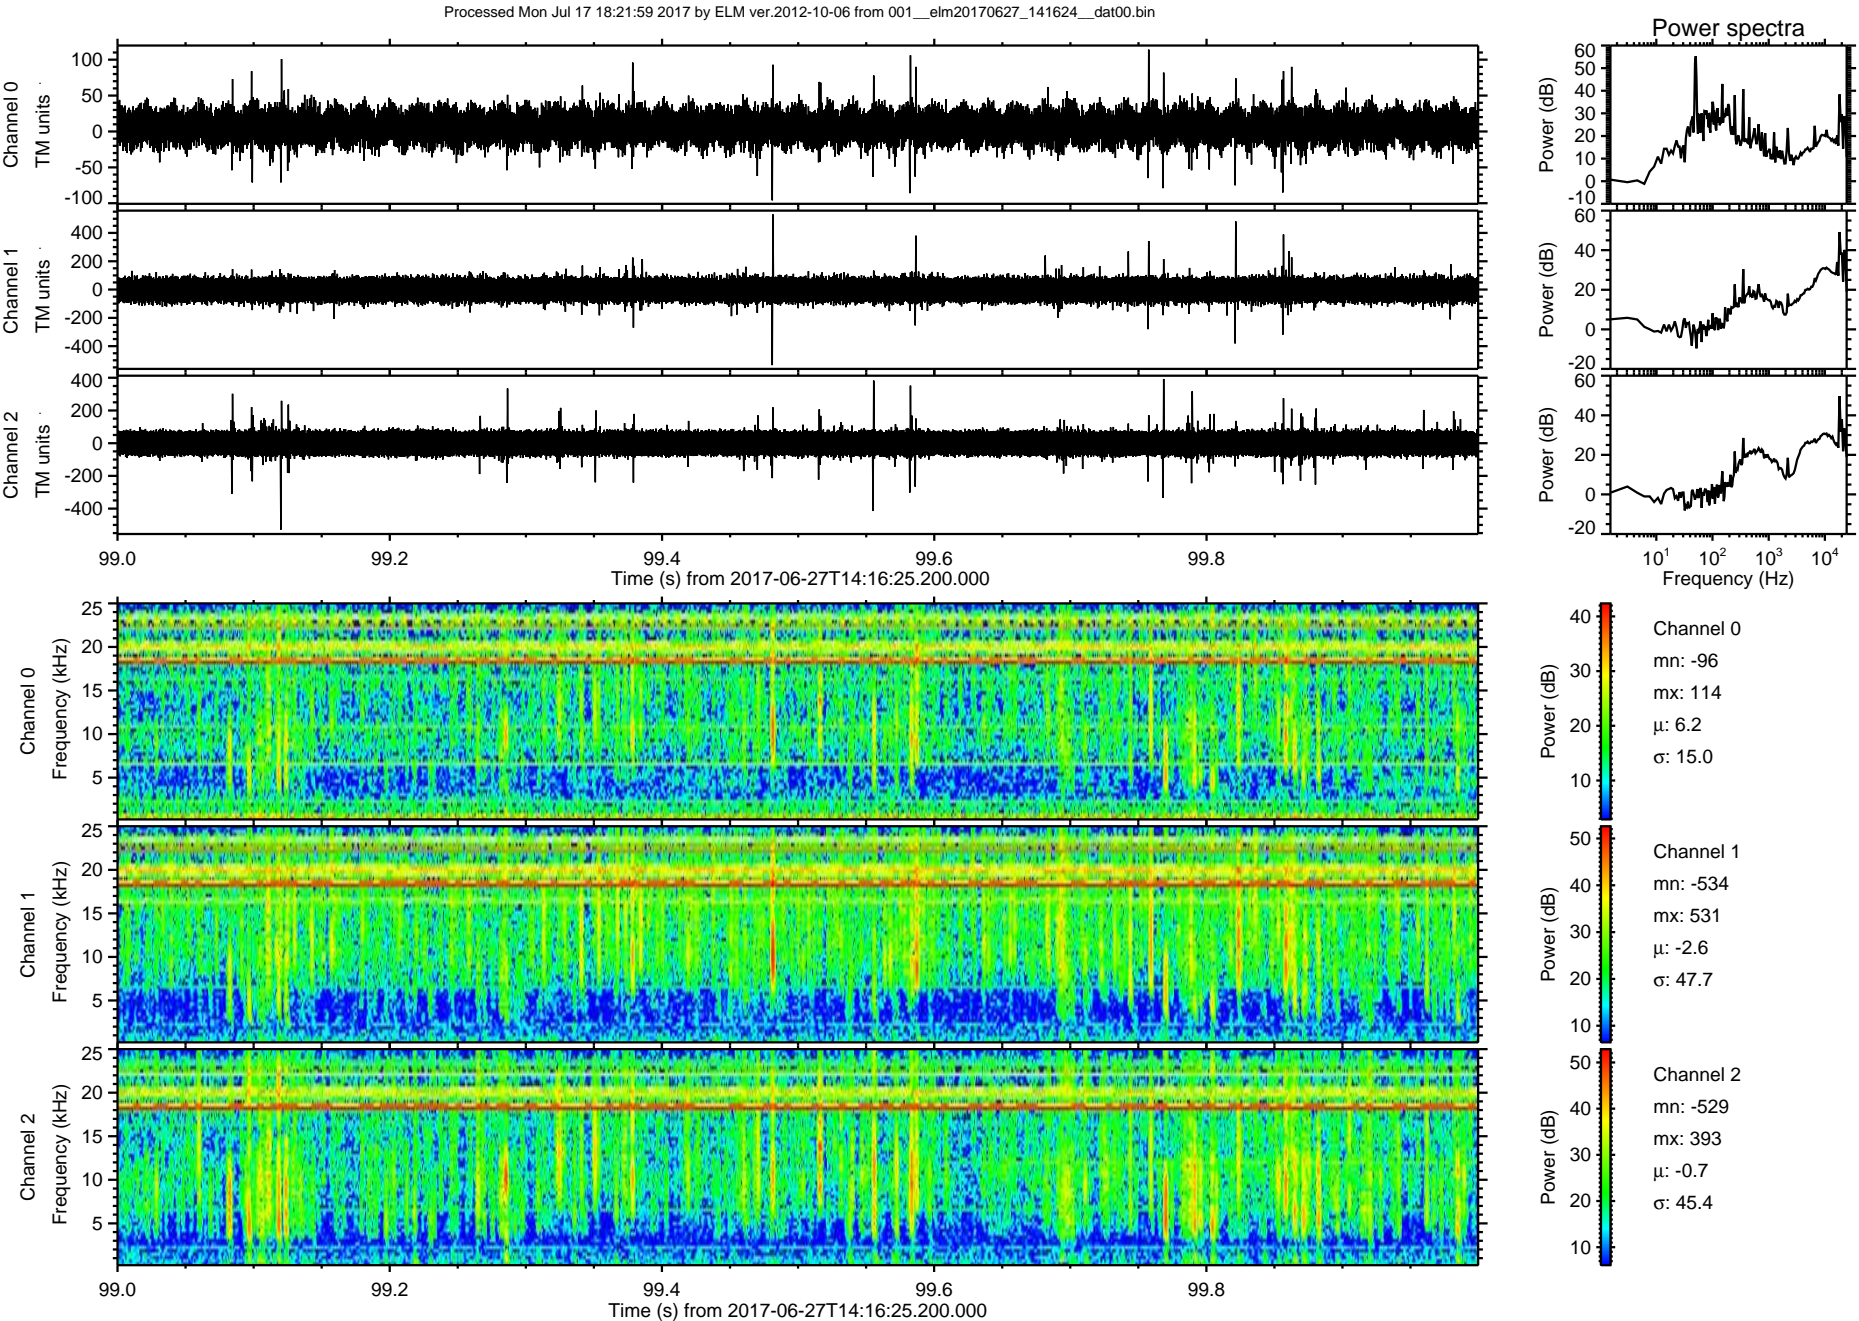 Processed Mon Jul 17 18:21:59 2017 by ELM ver.2012-10-06 from 001__elm20170627_141624__dat00.bin
Power spectra
Channel 0
TM units
100
50
0
-50
-100
Power (dB)
60
50
40
30
20
10
0
-10
Channel 1
TM units
400
200
0
-200
-400
Power (dB)
60
40
20
0
-20
Channel 2
TM units
400
200
0
-200
-400
Power (dB)
60
40
20
0
-20
99.0 99.2 99.4 99.6 99.8
Time (s) from 2017-06-27T14:16:25.200.000
10¹ 10² 10³ 10⁴
Frequency (Hz)
Channel 0
Frequency (kHz)
25
20
15
10
5
Power (dB)
40
30
20
10
Channel 0
mn: -96
mx: 114
μ: 6.2
σ: 15.0
Channel 1
Frequency (kHz)
25
20
15
10
5
Power (dB)
50
40
30
20
10
Channel 1
mn: -534
mx: 531
μ: -2.6
σ: 47.7
Channel 2
Frequency (kHz)
25
20
15
10
5
Power (dB)
50
40
30
20
10
Channel 2
mn: -529
mx: 393
μ: -0.7
σ: 45.4
99.0 99.2 99.4 99.6 99.8
Time (s) from 2017-06-27T14:16:25.200.000